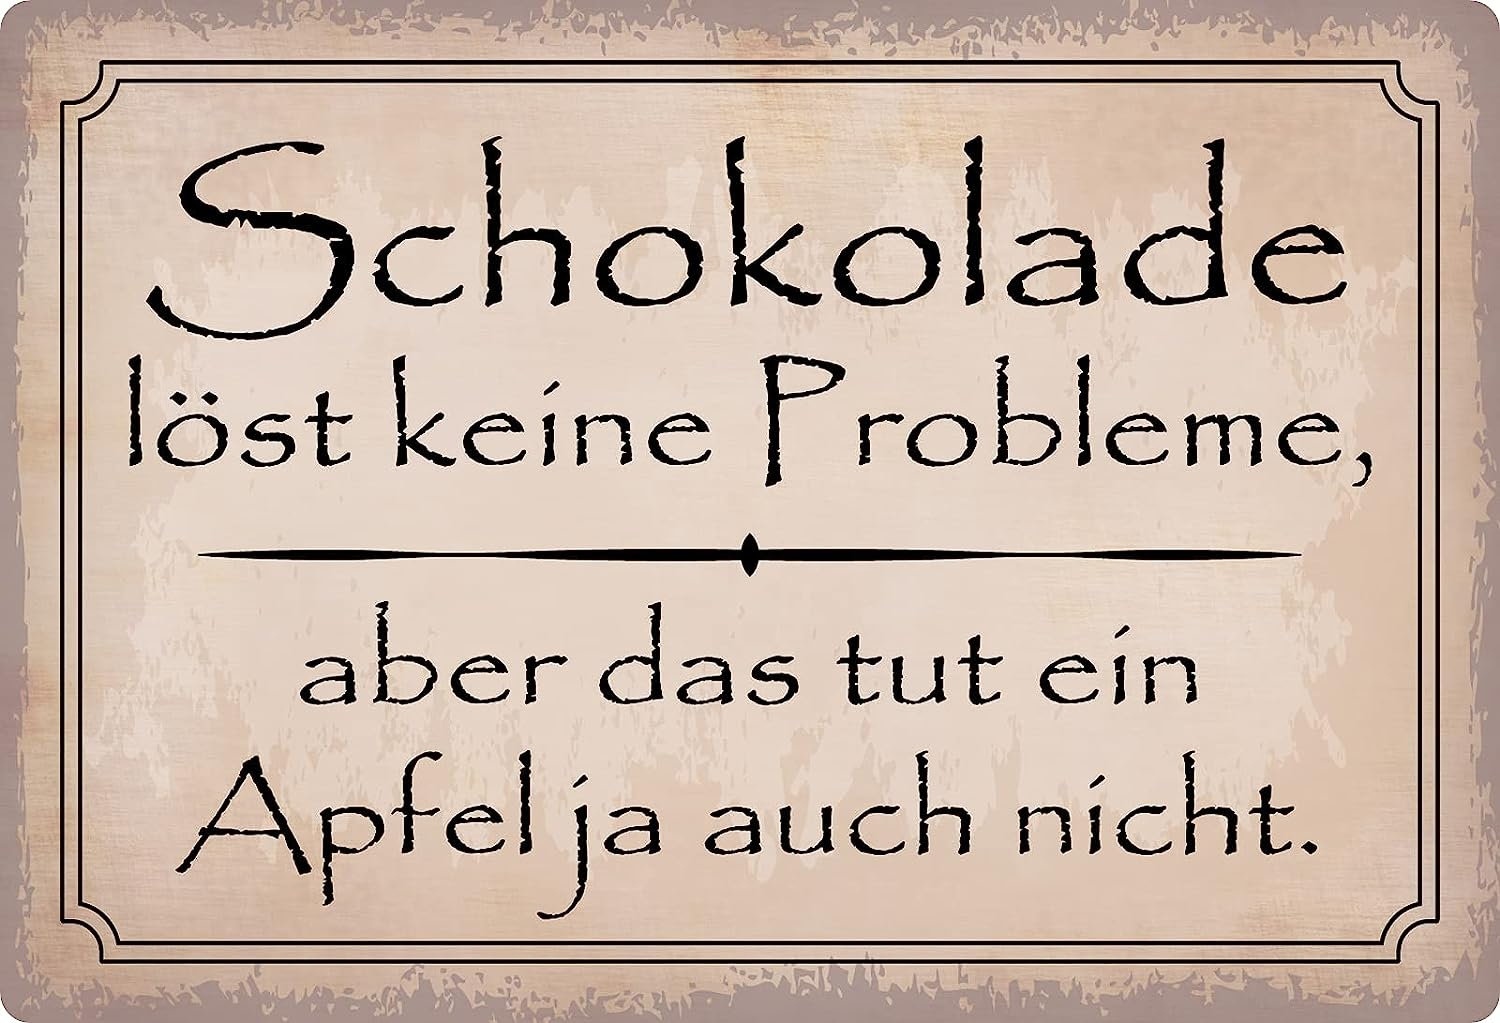 Schokolade
löst keine Probleme,
aber das tut ein
Apfel ja auch nicht.